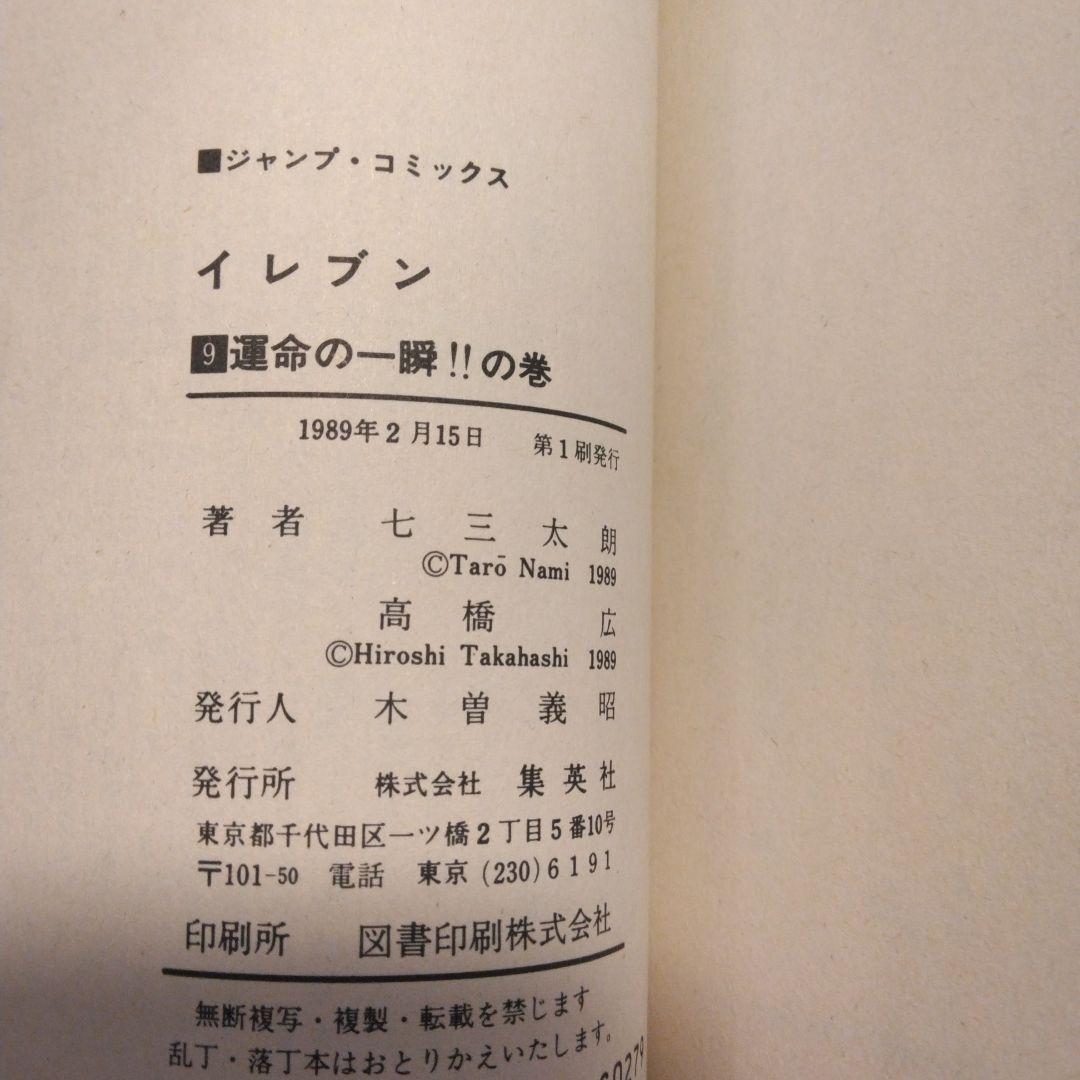 ■ジャンプ・コミックス
イレブン
9運命の一瞬!!の巻
1989年2月15日 第1刷発行
著者 七三太朗
©Tarō Nami 1989
高橋広
©Hiroshi Takahashi 1989
発行人 木曽義昭
発行所 株式会社 集英社
東京都千代田区一ツ橋2丁目5番10号
〒101-50 電話 東京(230)6191
印刷所 図書印刷株式会社
無断複写・複製・転載を禁じます
乱丁・落丁本はおとりかえいたします。